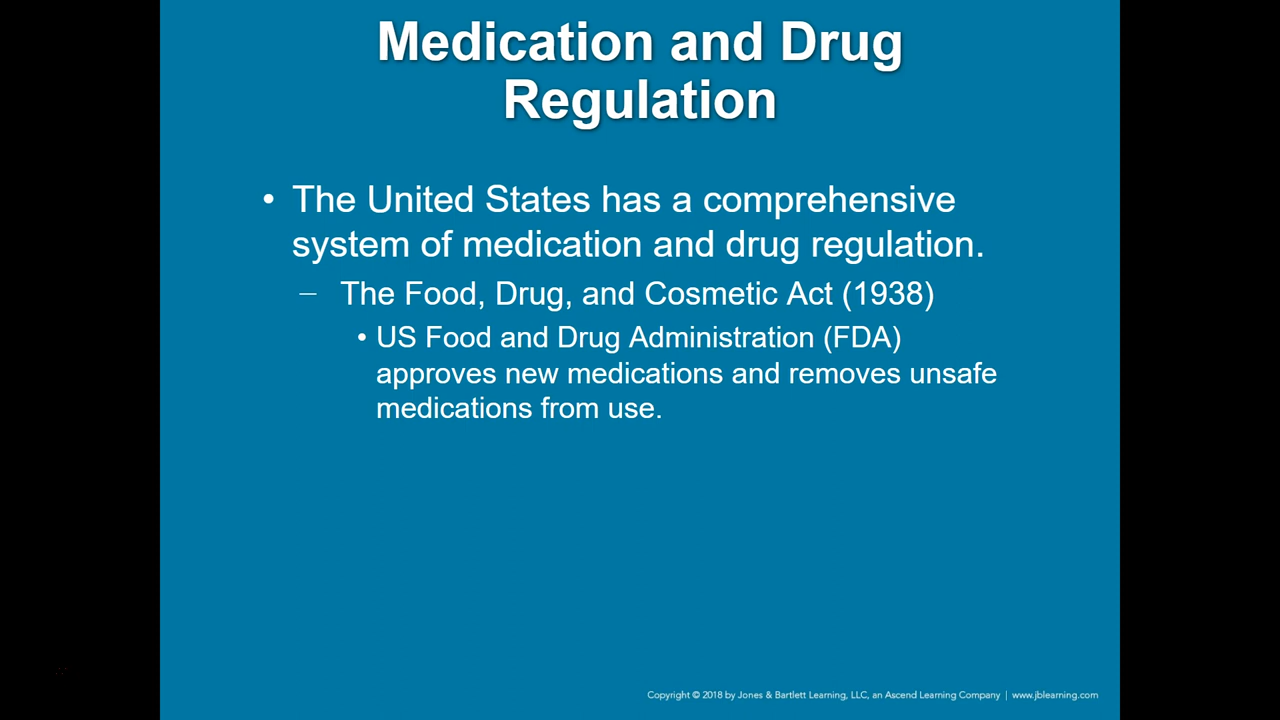 Medication and Drug
Regulation
• The United States has a comprehensive
system of medication and drug regulation.
– The Food, Drug, and Cosmetic Act (1938)
• US Food and Drug Administration (FDA)
approves new medications and removes unsafe
medications from use.
Copyright © 2018 by Jones & Bartlett Learning, LLC, an Ascend Learning Company | www.jblearning.com